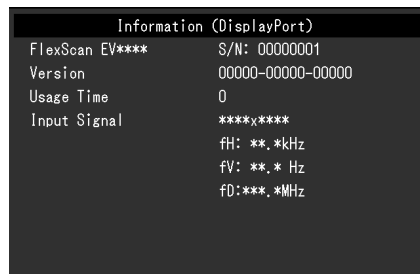 Information (DisplayPort)
FlexScan EV**** S/N: 00000001
Version 00000-00000-00000
Usage Time 0
Input Signal ****x****
fH: **.*kHz
fV: **.* Hz
fD:***.*MHz